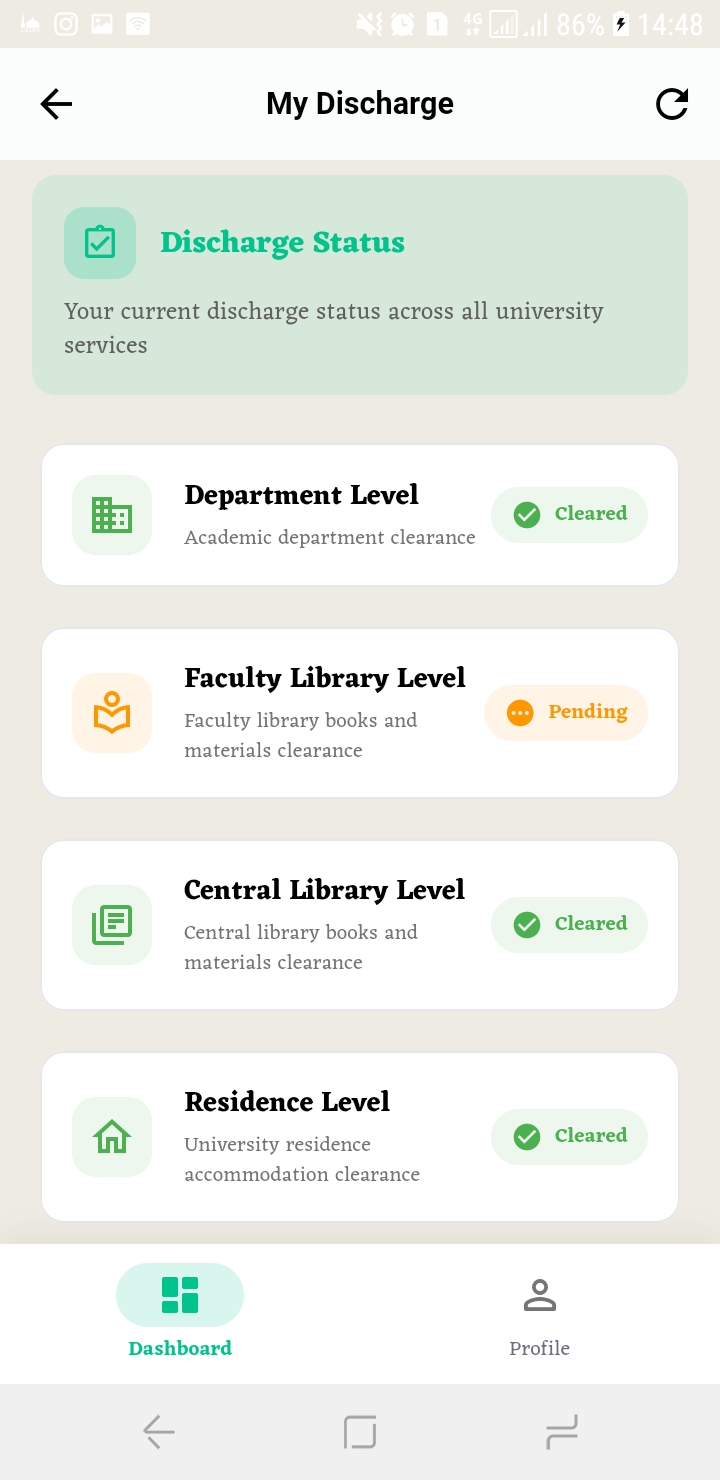 1 4G 86% 14:48
My Discharge
Discharge Status
Your current discharge status across all university
services
Department Level
Academic department clearance
Cleared
Faculty Library Level
Faculty library books and
materials clearance
Pending
Central Library Level
Central library books and
materials clearance
Cleared
Residence Level
University residence
accommodation clearance
Cleared
Dashboard
Profile